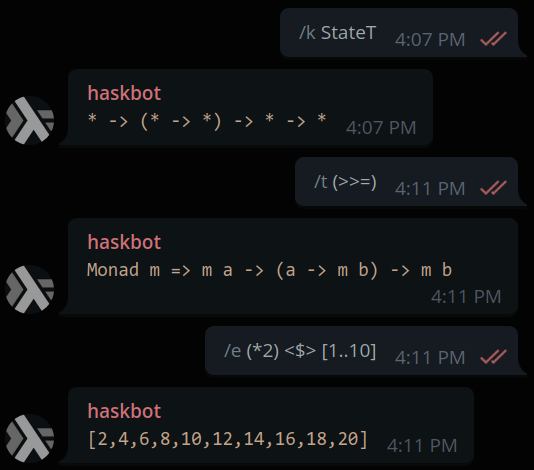 /k StateT 4:07 PM
haskbot
* -> (* -> *) -> * -> * 4:07 PM
/t (>>=) 4:11 PM
haskbot
Monad m => m a -> (a -> m b) -> m b
4:11 PM
/e (*2) <$> [1..10] 4:11 PM
haskbot
[2,4,6,8,10,12,14,16,18,20] 4:11 PM